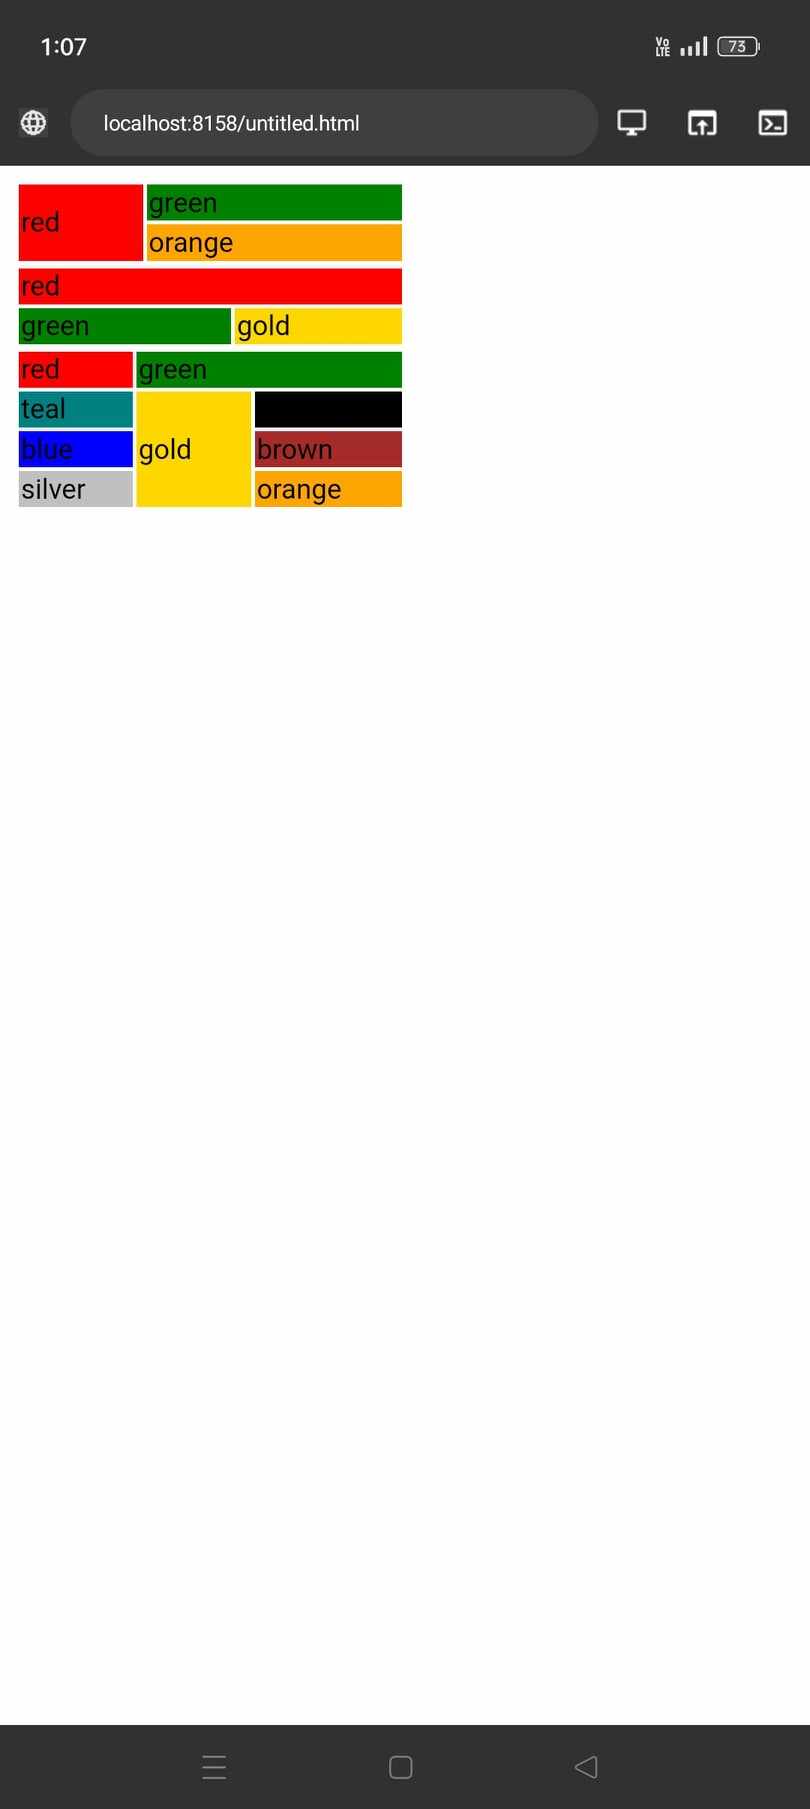 1:07
Vo LTE 73
localhost:8158/untitled.html
red green
orange
red
green gold
red green
teal
blue gold brown
silver orange